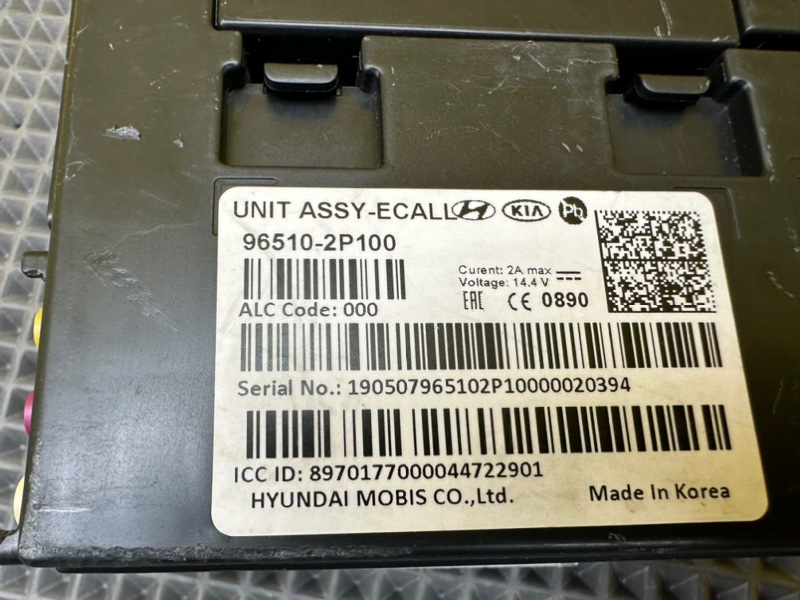 UNIT ASSY-ECALL KIA Pb
96510-2P100
Curent: 2A max
Voltage: 14.4 V
ALC Code: 000
EAC CE 0890
Serial No.: 190507965102P10000020394
ICC ID: 8970177000044722901
HYUNDAI MOBIS CO.,Ltd. Made In Korea